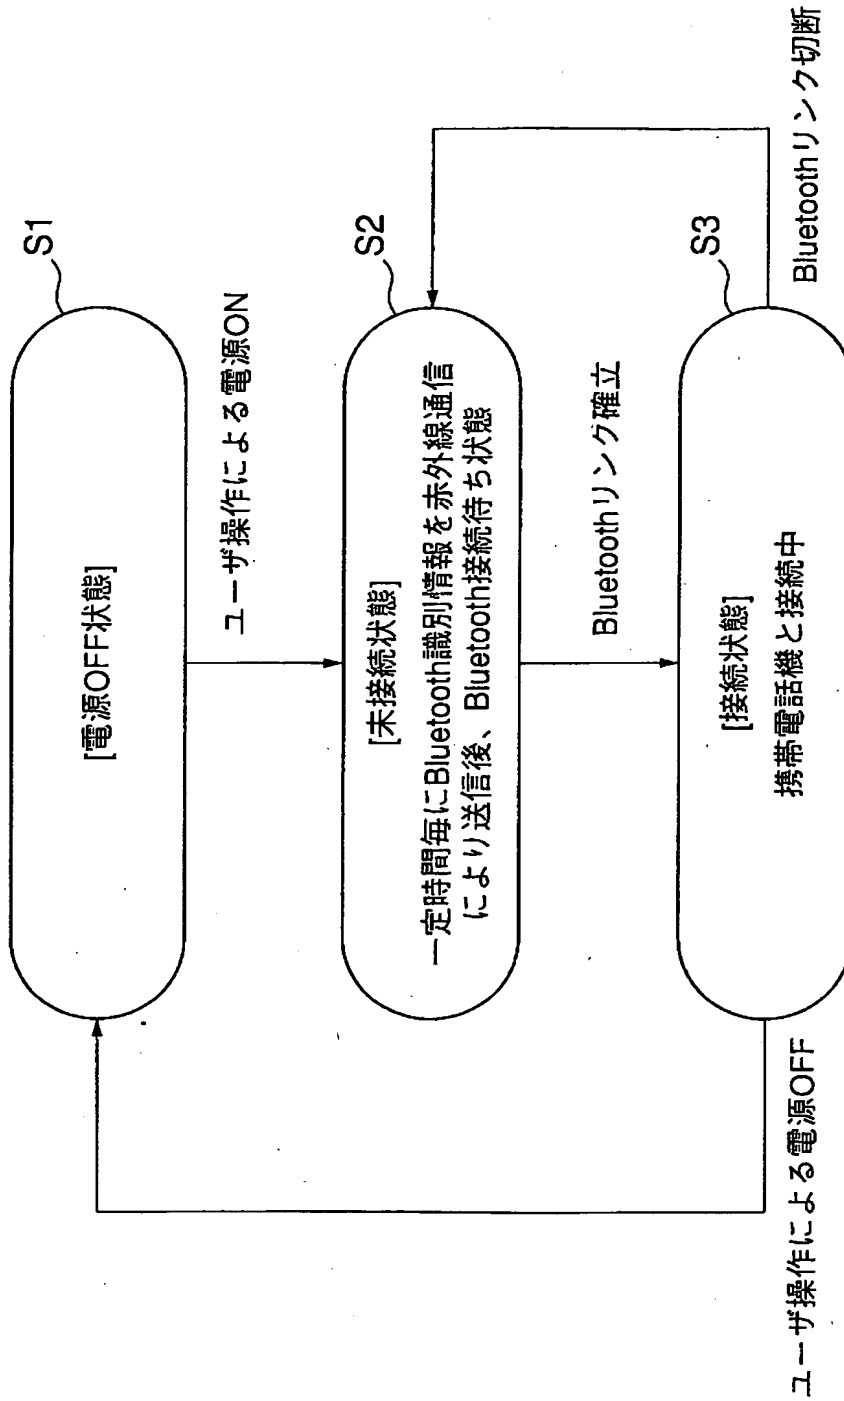 S1
[電源OFF状態]
ユーザ操作による電源ON
S2
[未接続状態]
一定時間毎にBluetooth識別情報を赤外線通信
により送信後、Bluetooth接続待ち状態
Bluetoothリンク確立
S3
[接続状態]
携帯電話機と接続中
Bluetoothリンク切断
ユーザ操作による電源OFF